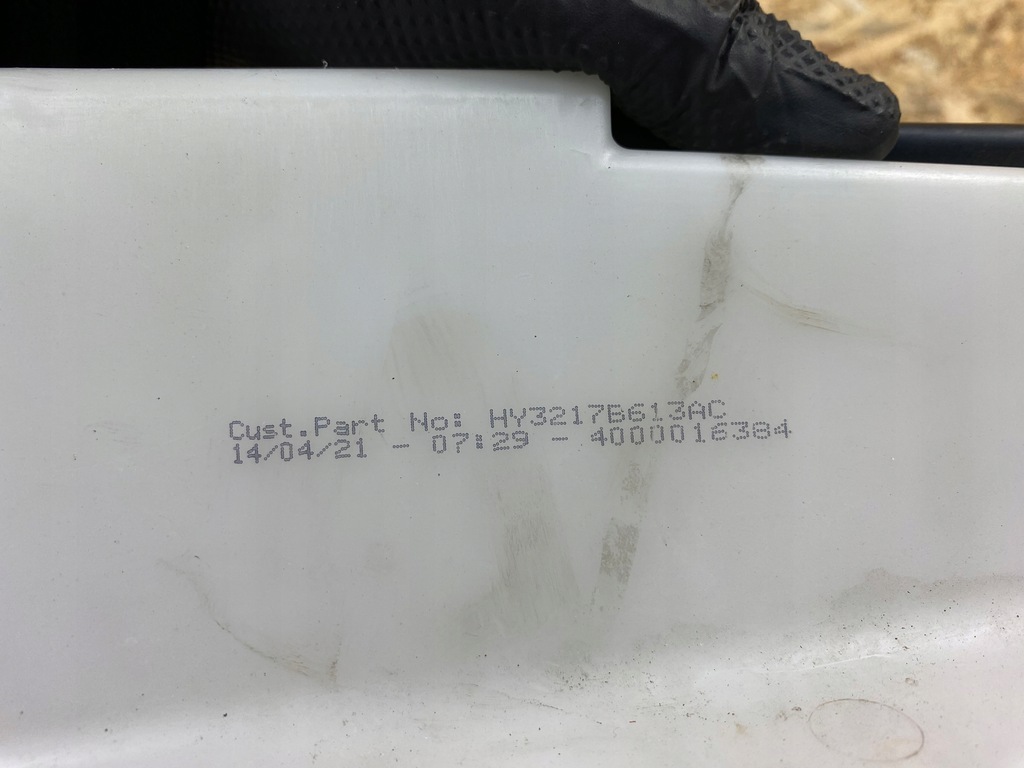 Cust.Part No: HY3217B613AC
14/04/21 - 07:29 - 4000016384